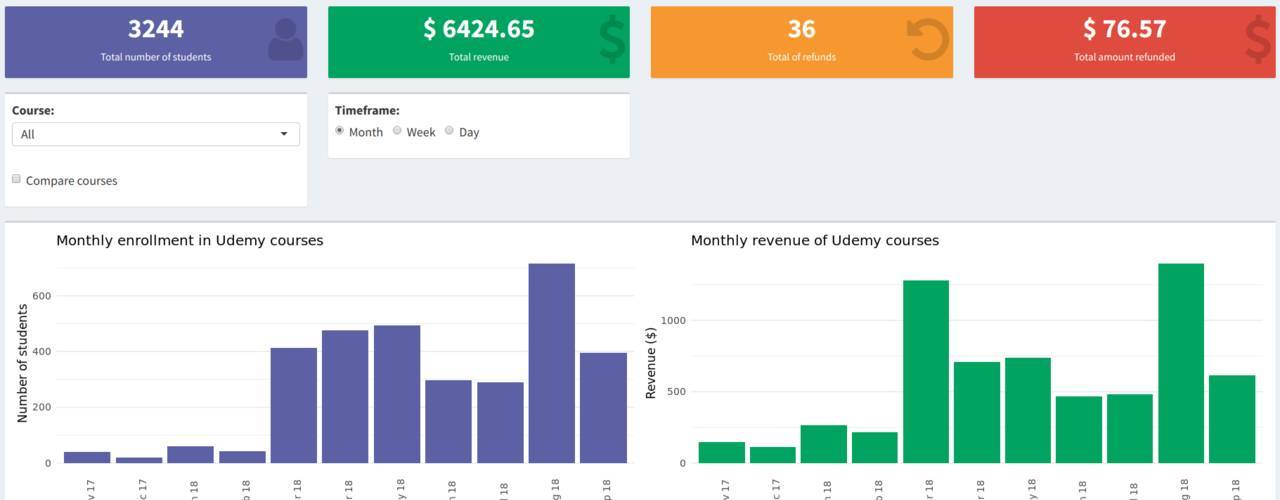 3244
Total number of students
$ 6424.65
Total revenue
36
Total of refunds
$ 76.57
Total amount refunded
Course:
All
Compare courses
Timeframe:
Month Week Day
Monthly enrollment in Udemy courses
Number of students
600
400
200
0
17 17 18 18 18 18 18 18 18 18 18
Monthly revenue of Udemy courses
Revenue ($)
1000
500
0
17 17 18 18 18 18 18 18 18 18 18